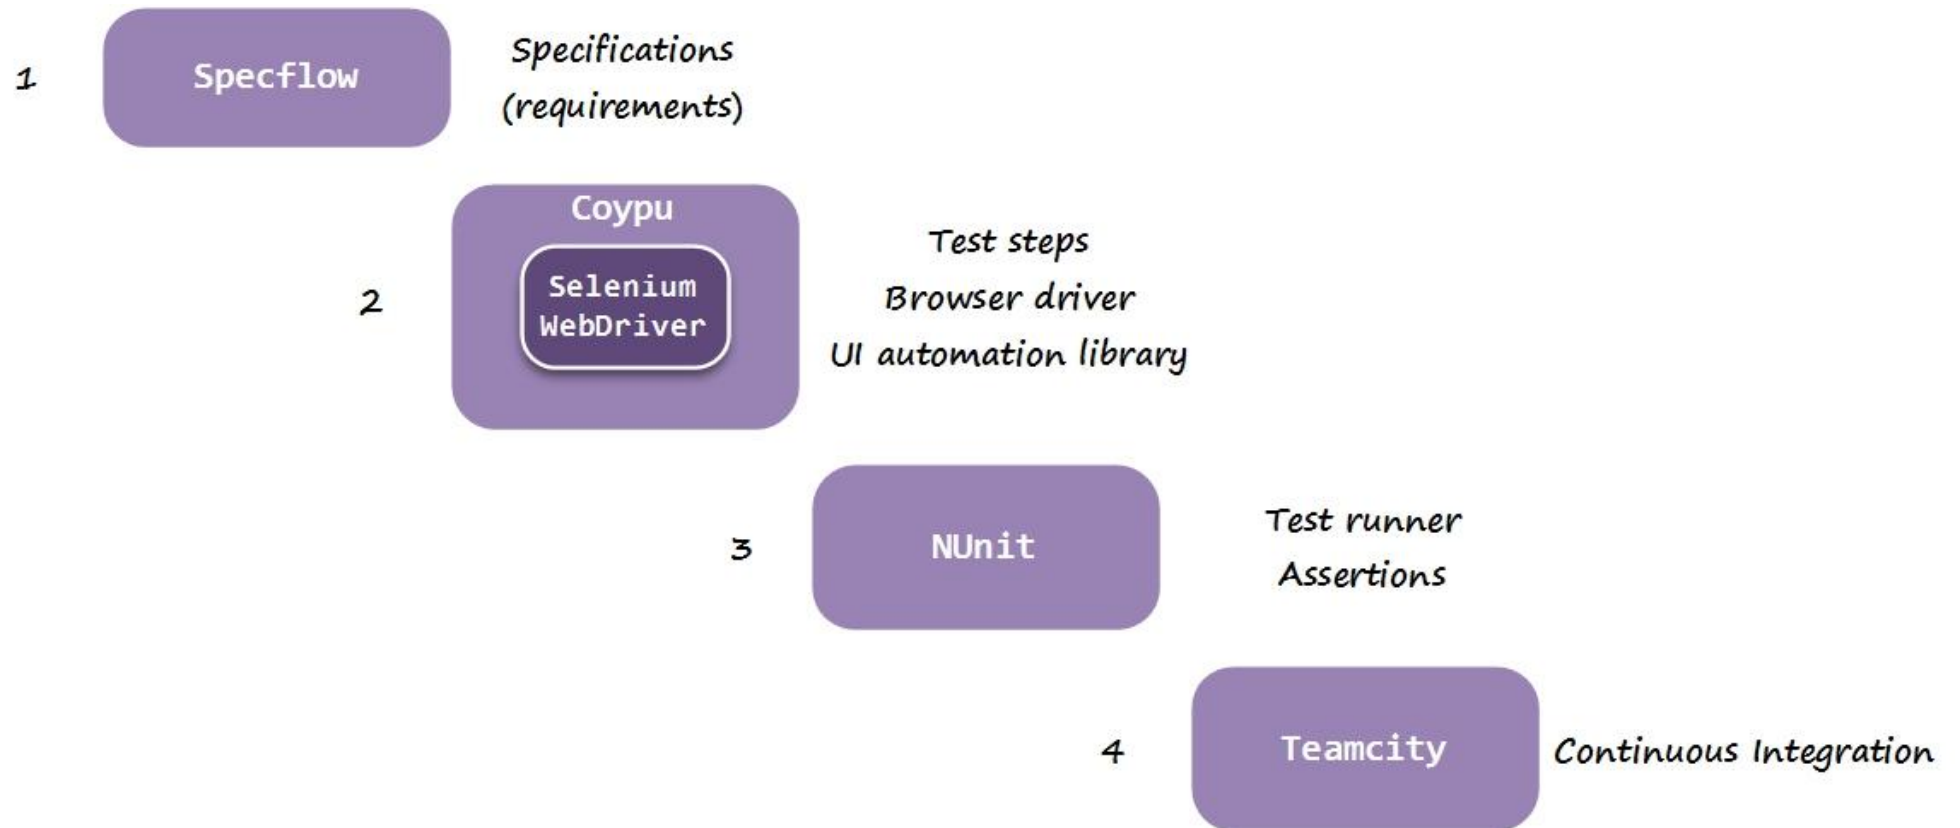 1
Specflow
Specifications
(requirements)
2
Coypu
Selenium
WebDriver
Test steps
Browser driver
UI automation library
3
NUnit
Test runner
Assertions
4
Teamcity
Continuous Integration